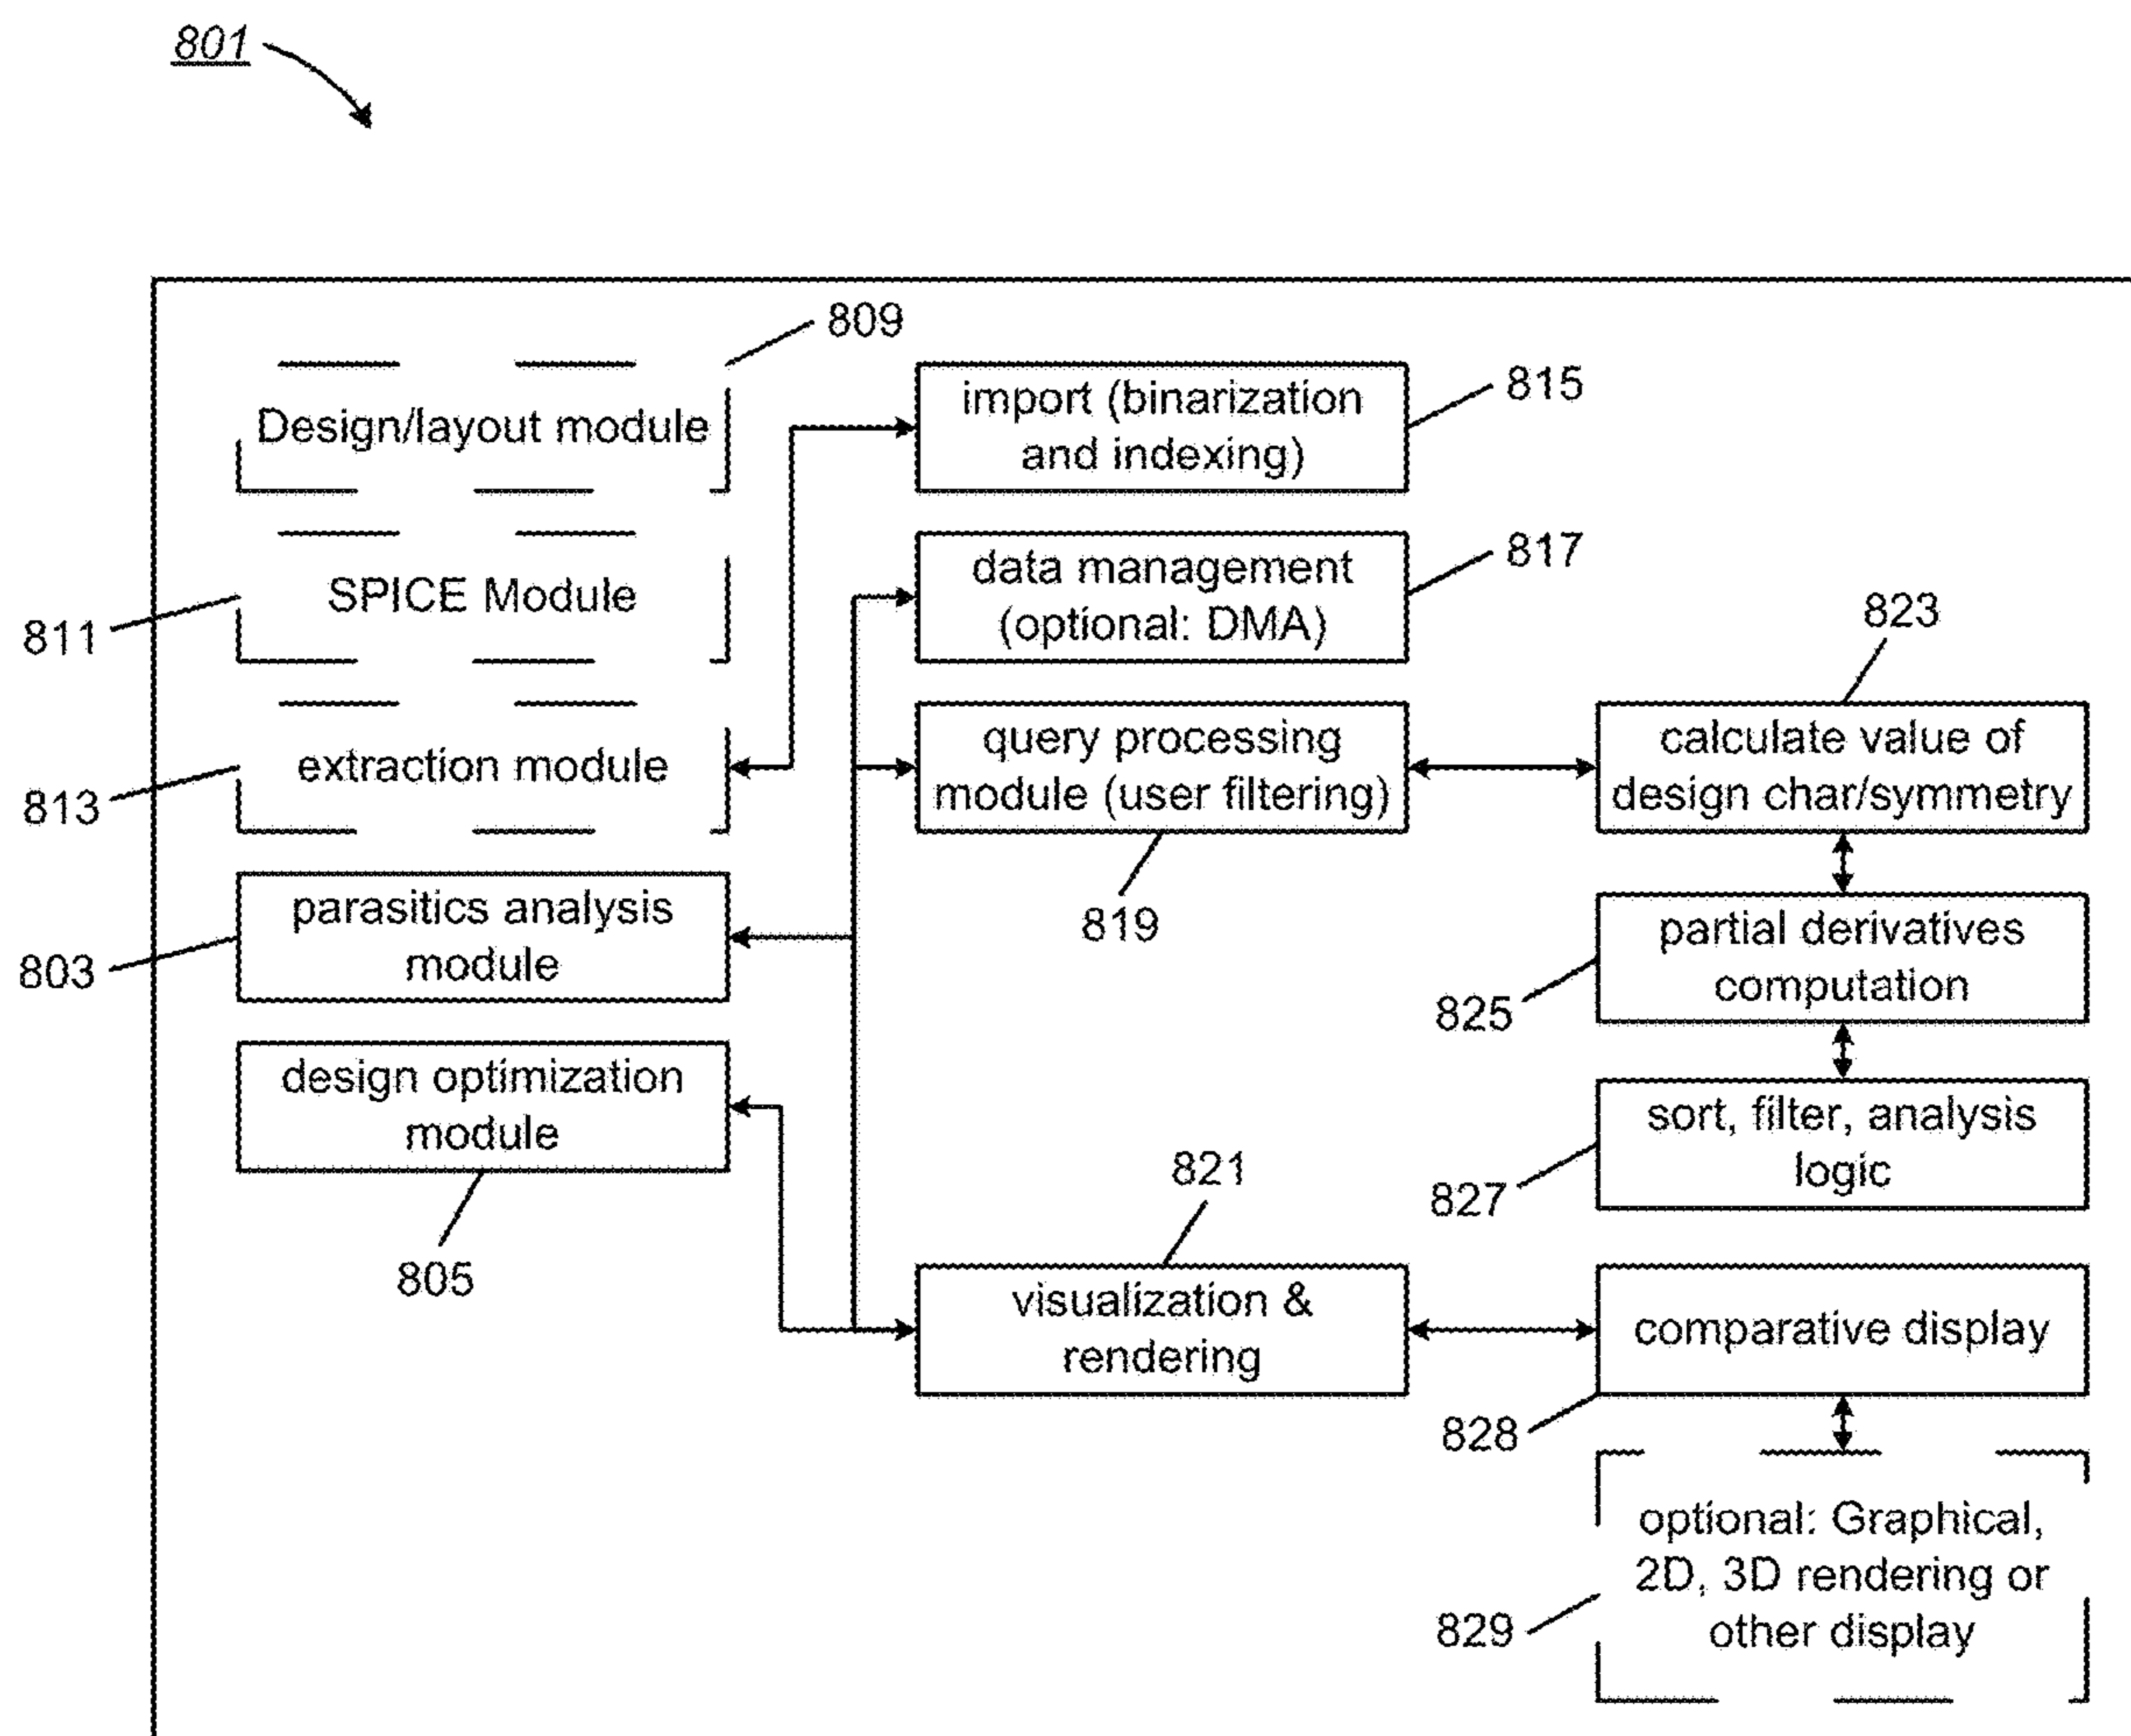 801
809
Design/layout module
import (binarization
and indexing)
815
SPICE Module
811
data management
(optional: DMA)
817
extraction module
813
query processing
module (user filtering)
819
823
calculate value of
design char/symmetry
parasitics analysis
module
803
partial derivatives
computation
825
design optimization
module
805
sort, filter, analysis
logic
827
821
visualization &
rendering
comparative display
828
optional: Graphical,
2D, 3D rendering or
other display
829